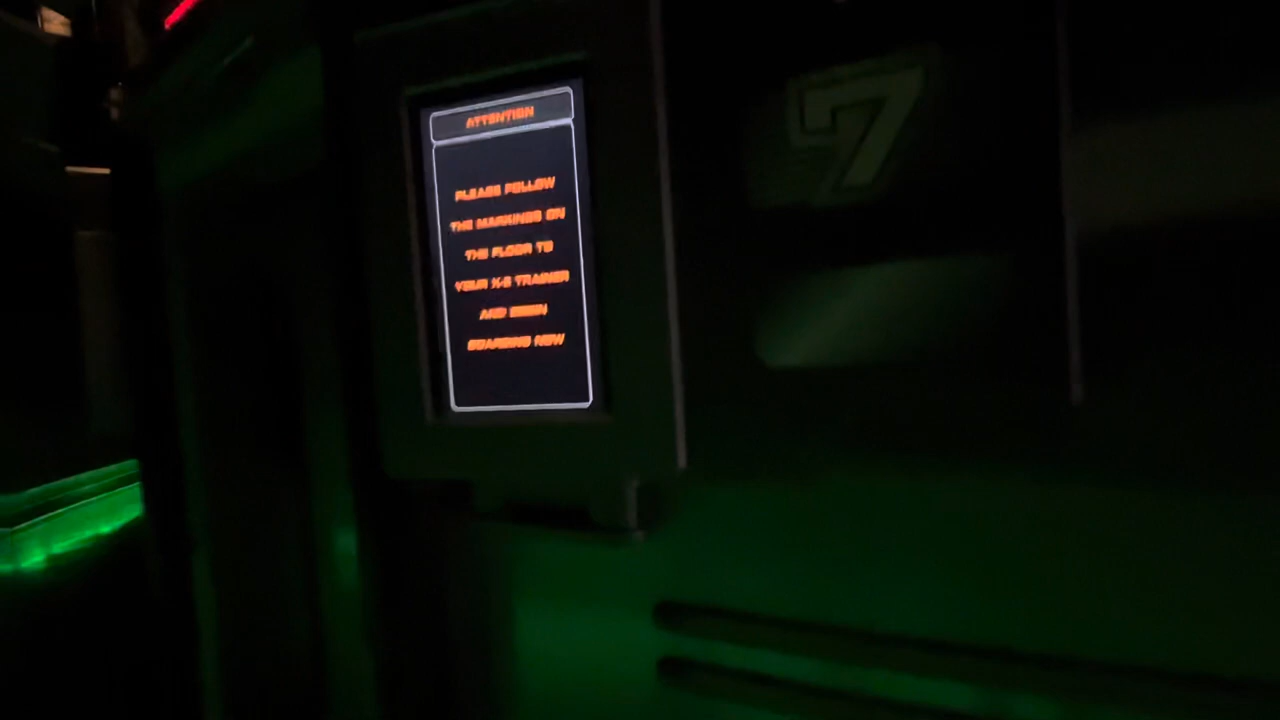 ATTENTION
PLEASE FOLLOW
THE MARKINGS ON
THE FLOOR TO
YOUR X-2 TRAINER
AND BEGIN
BOARDING NOW
7